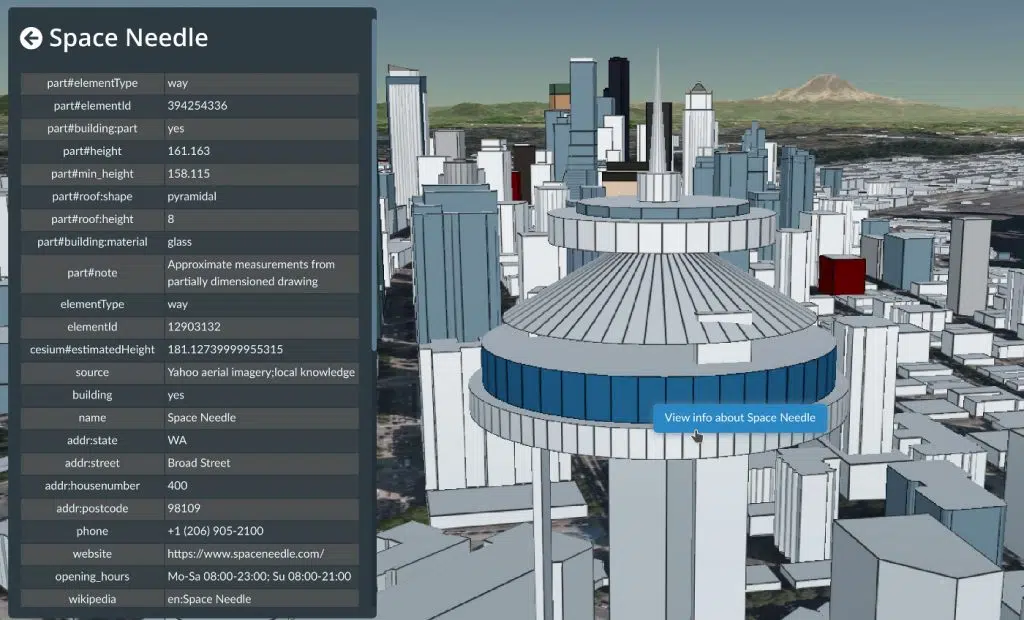 Space Needle
part#elementType way
part#elementId 394254336
part#building:part yes
part#height 161.163
part#min_height 158.115
part#roof:shape pyramidal
part#roof:height 8
part#building:material glass
part#note Approximate measurements from
partially dimensioned drawing
elementType way
elementId 12903132
cesium#estimatedHeight 181.12739999955315
source Yahoo aerial imagery;local knowledge
building yes
name Space Needle
addr:state WA
addr:street Broad Street
addr:housenumber 400
addr:postcode 98109
phone +1 (206) 905-2100
website https://www.spaceneedle.com/
opening_hours Mo-Sa 08:00-23:00; Su 08:00-21:00
wikipedia en:Space Needle
View info about Space Needle